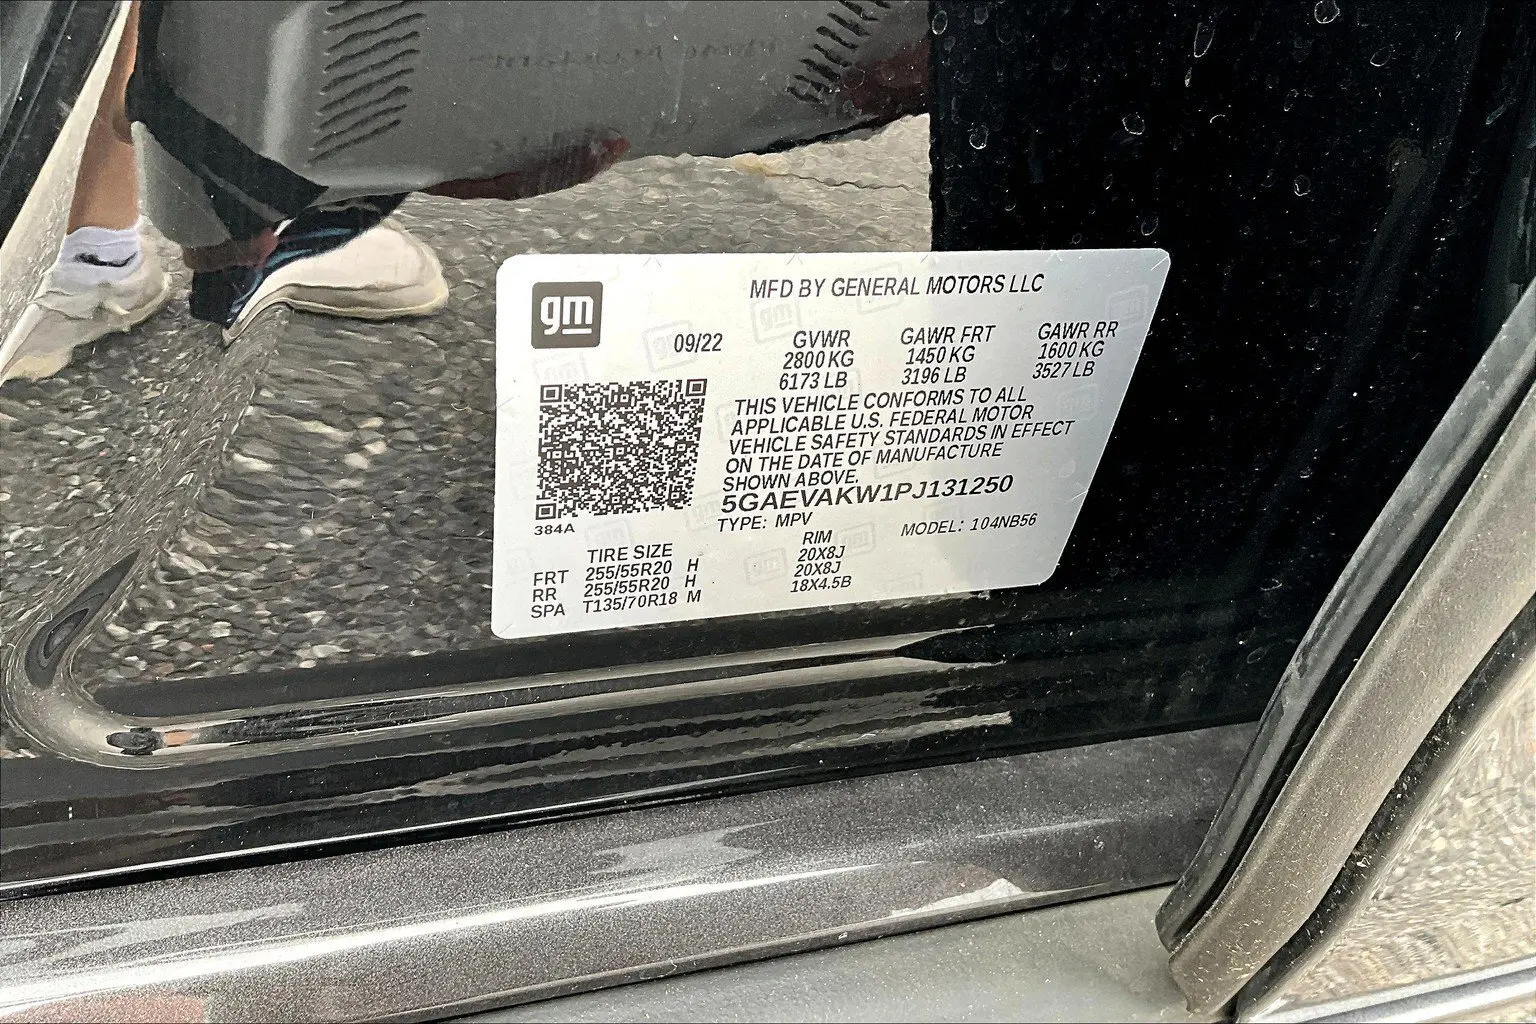 gm
MFD BY GENERAL MOTORS LLC
09/22
GVWR GAWR FRT GAWR RR
2800 KG 1450 KG 1600 KG
6173 LB 3196 LB 3527 LB
THIS VEHICLE CONFORMS TO ALL
APPLICABLE U.S. FEDERAL MOTOR
VEHICLE SAFETY STANDARDS IN EFFECT
ON THE DATE OF MANUFACTURE
SHOWN ABOVE.
5GAEVAKW1PJ131250
384A
TYPE: MPV MODEL: 104NB56
TIRE SIZE RIM
FRT 255/55R20 H 20X8J
RR 255/55R20 H 20X8J
SPA T135/70R18 M 18X4.5B